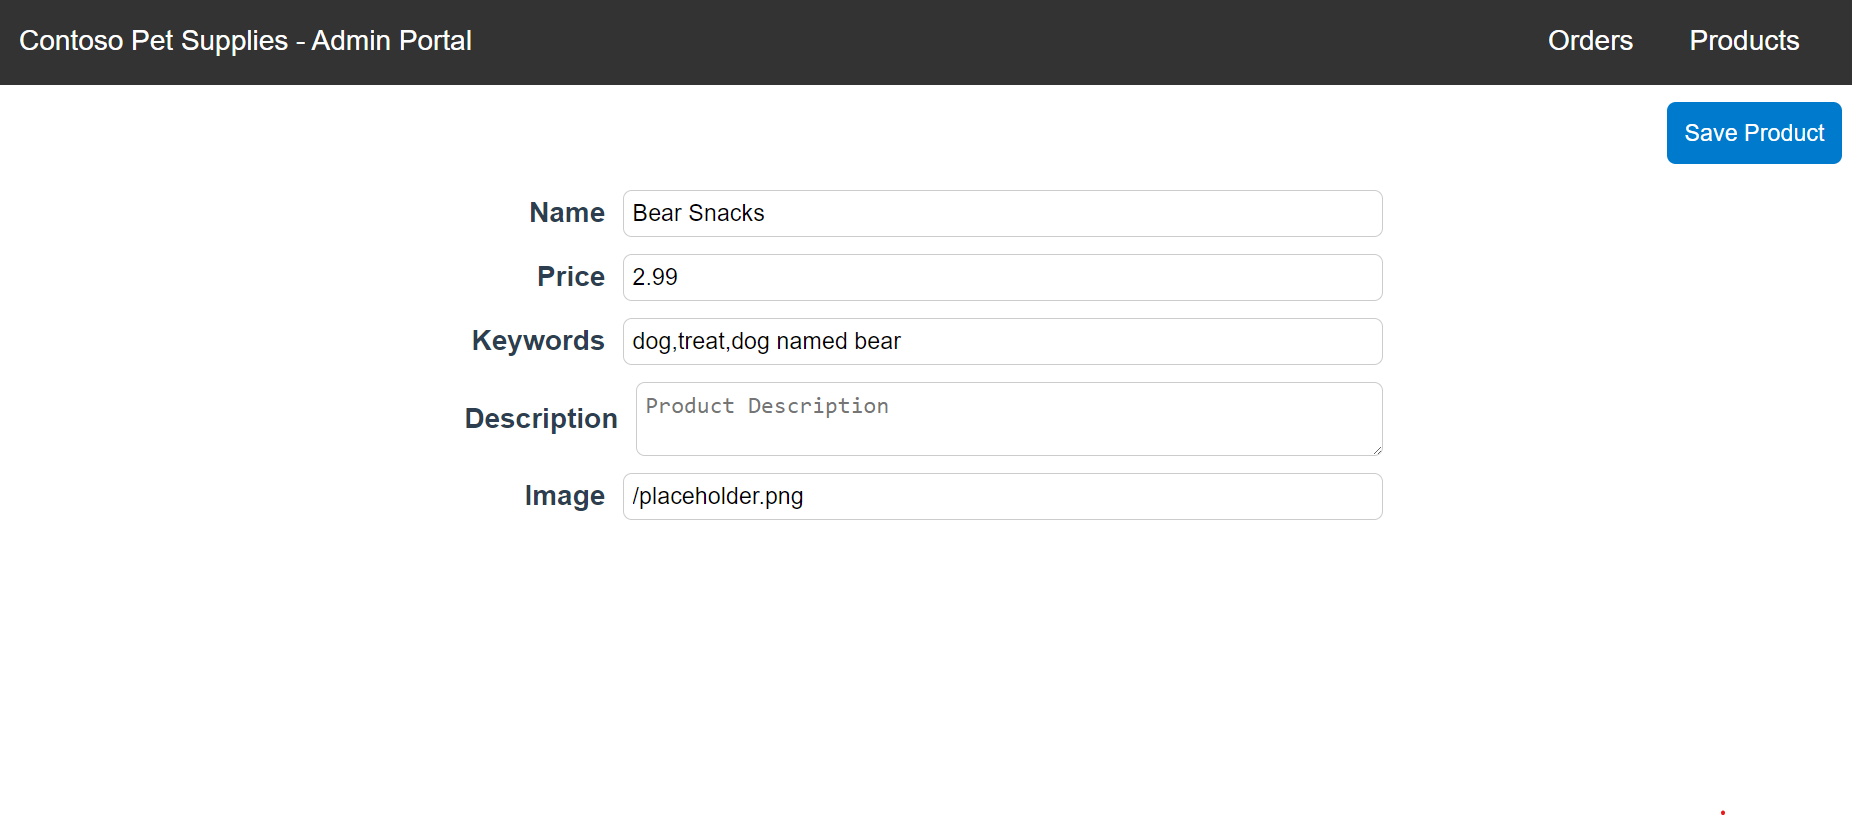 Contoso Pet Supplies - Admin Portal Orders Products
Save Product
Name Bear Snacks
Price 2.99
Keywords dog,treat,dog named bear
Description Product Description
Image /placeholder.png